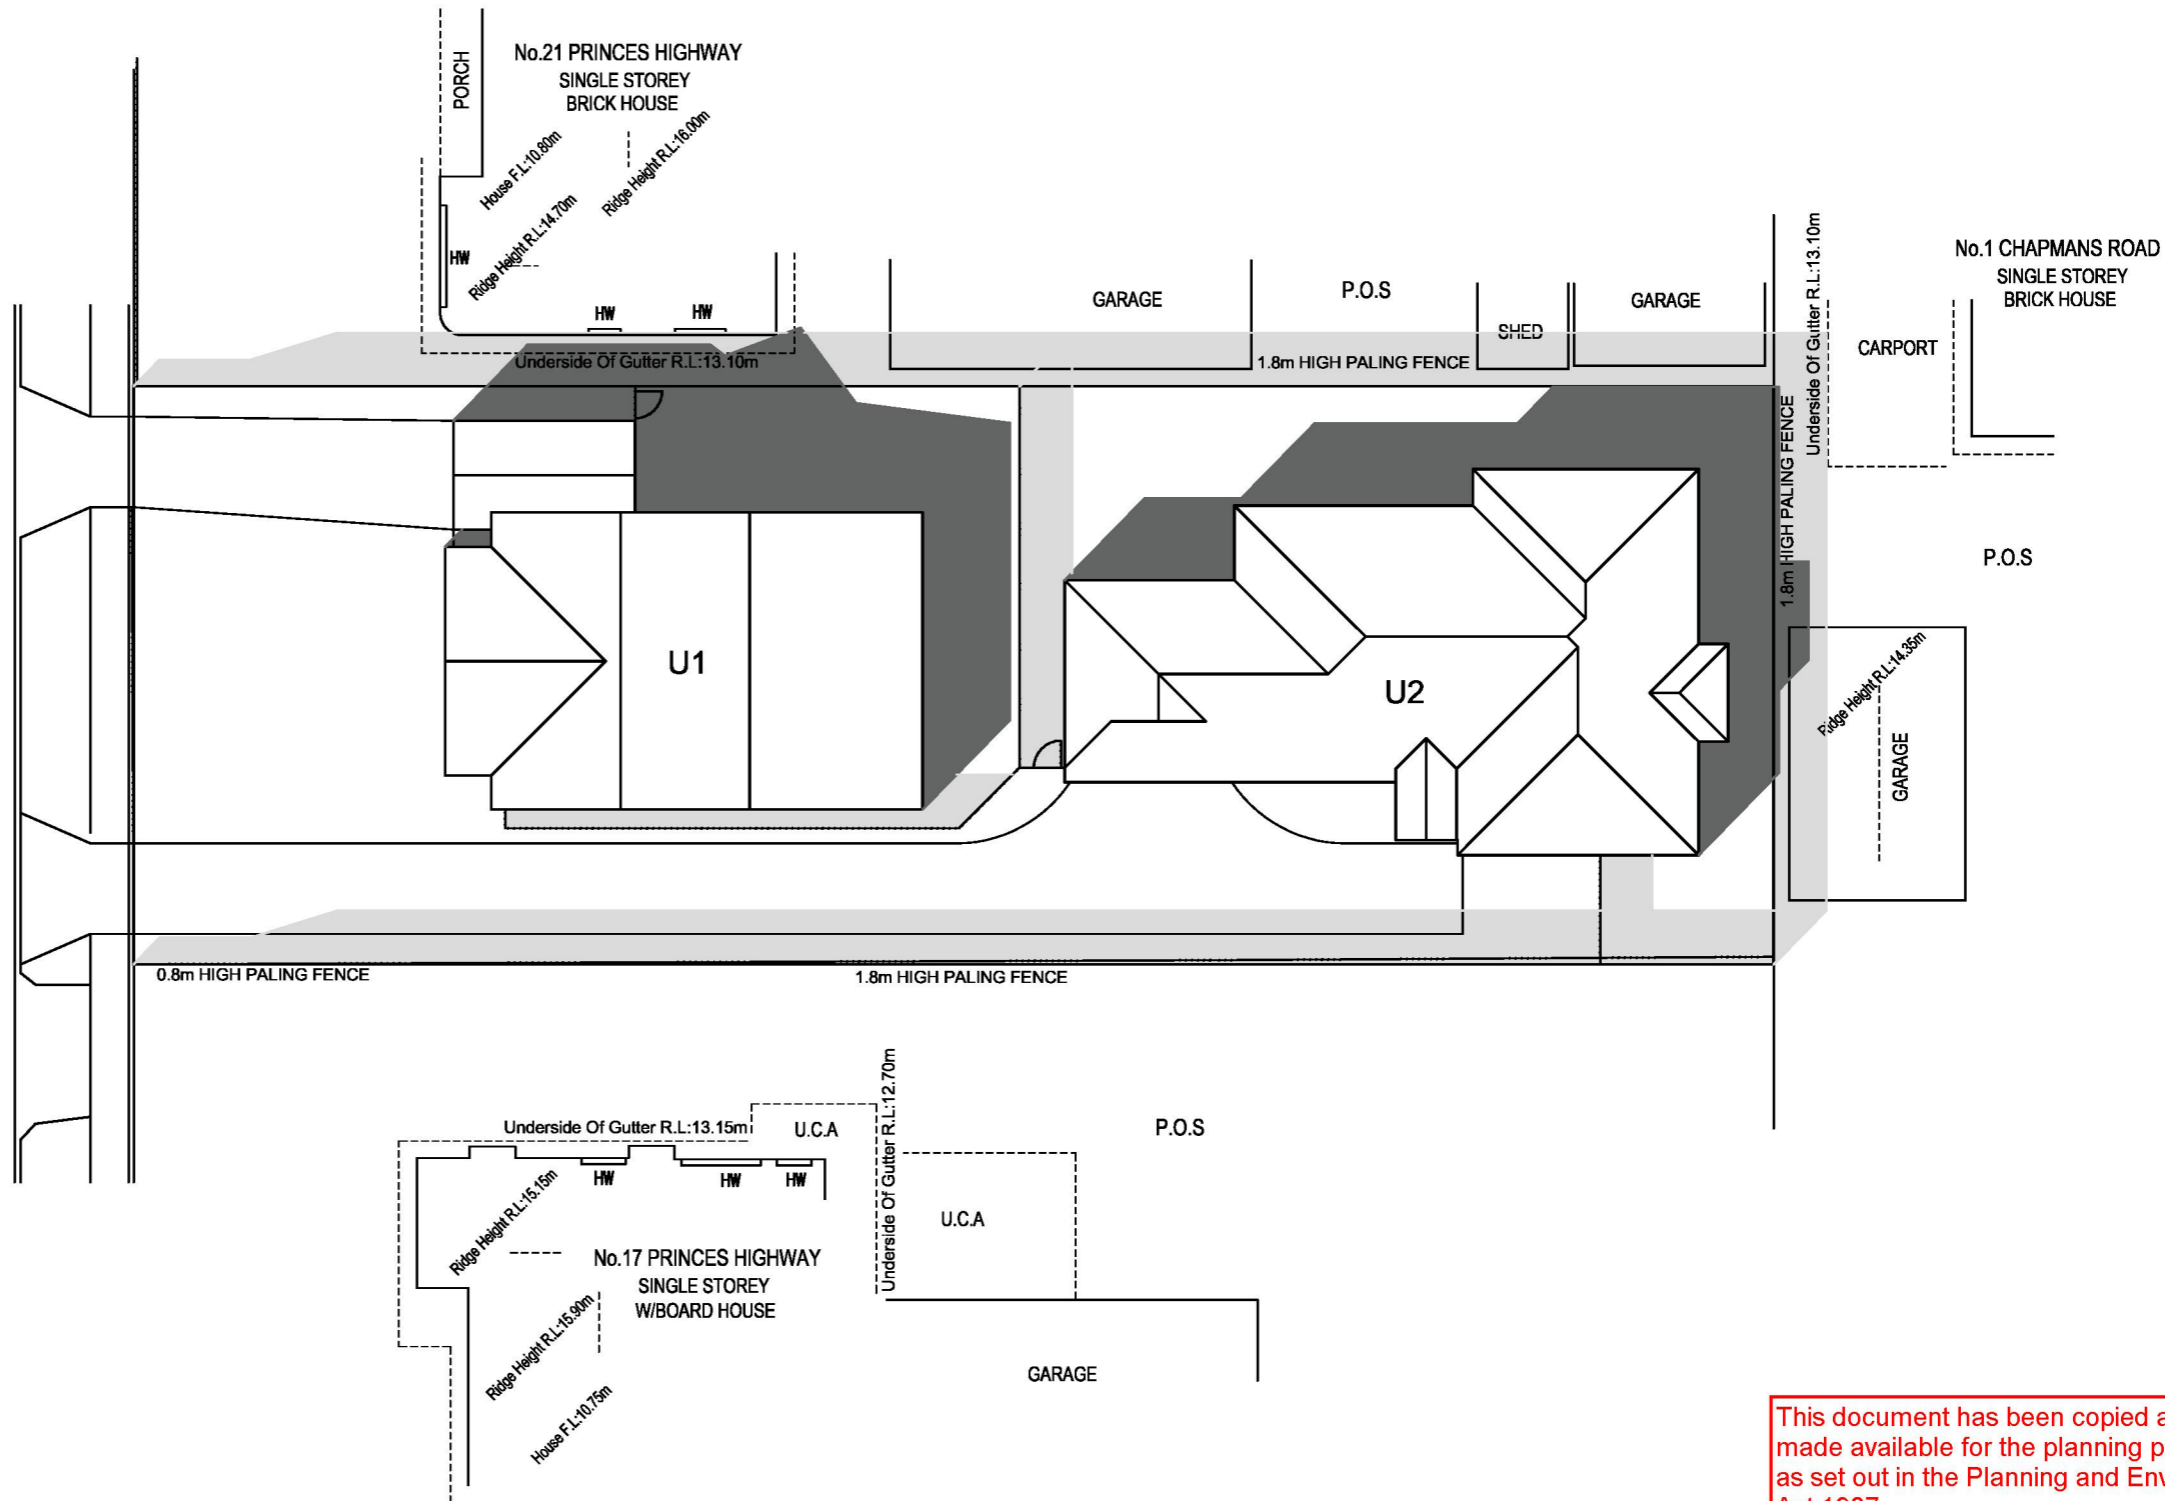 PORCH
No.21 PRINCES HIGHWAY
SINGLE STOREY
BRICK HOUSE
House F.L:10.80m
Ridge Height R.L:16.00m
Ridge Height R.L:14.70m
HW
HW
HW
Underside Of Gutter R.L:13.10m
GARAGE
P.O.S
SHED
GARAGE
1.8m HIGH PALING FENCE
Underside Of Gutter R.L:13.10m
No.1 CHAPMANS ROAD
SINGLE STOREY
BRICK HOUSE
CARPORT
1.8m HIGH PALING FENCE
P.O.S
U1
U2
Ridge Height R.L:14.35m
GARAGE
0.8m HIGH PALING FENCE
1.8m HIGH PALING FENCE
Underside Of Gutter R.L:13.15m
U.C.A
Underside Of Gutter R.L:12.70m
P.O.S
HW
HW
HW
U.C.A
Ridge Height R.L:15.15m
No.17 PRINCES HIGHWAY
SINGLE STOREY
W/BOARD HOUSE
Ridge Height R.L:15.90m
House F.L:10.75m
GARAGE
This document has been copied a
made available for the planning p
as set out in the Planning and Env
Act 1987